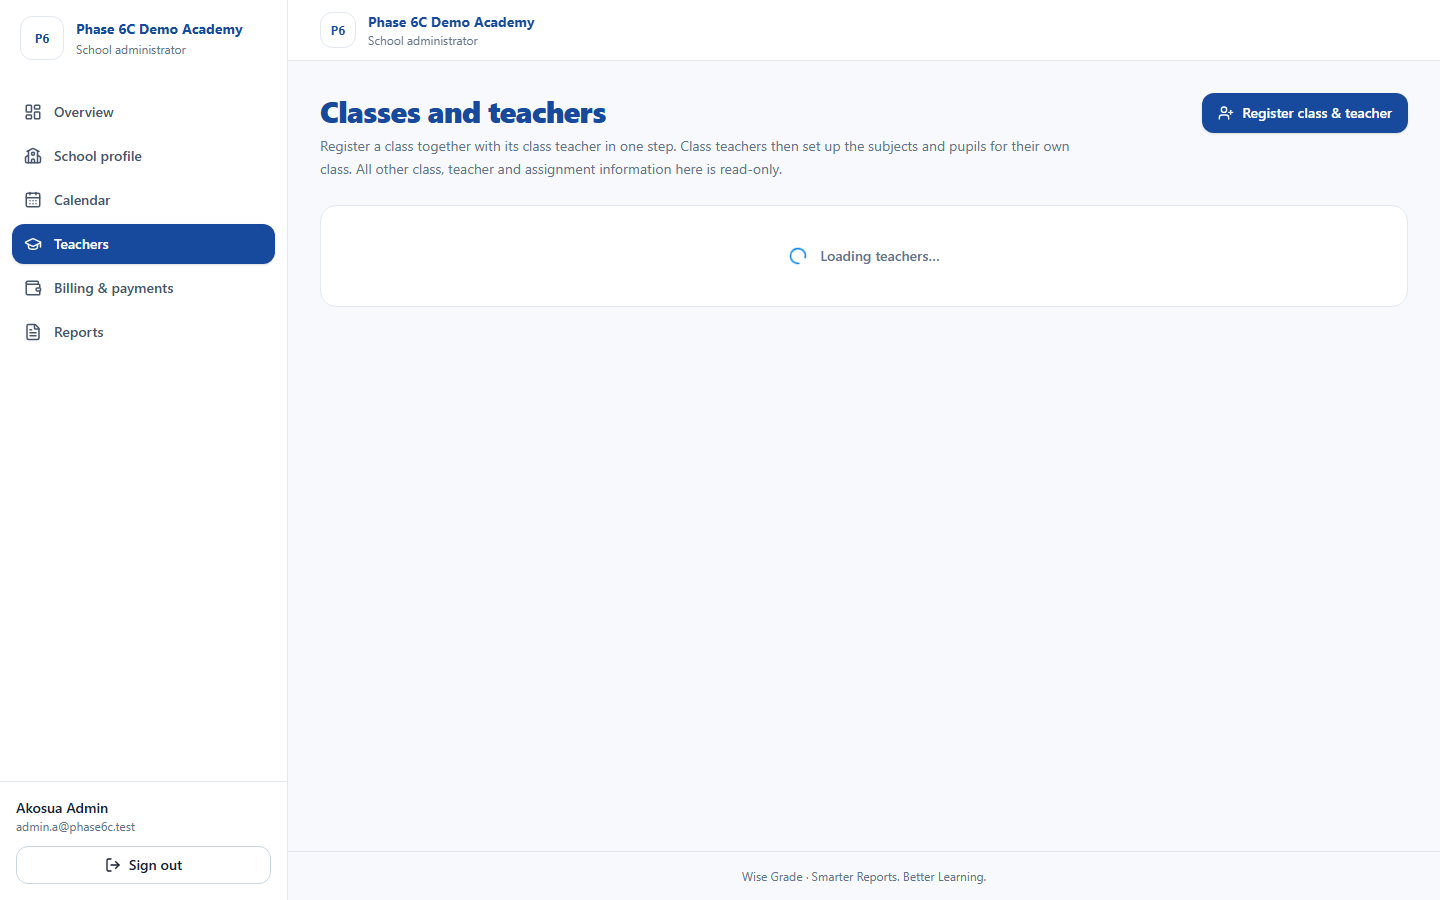 P6
Phase 6C Demo Academy
School administrator
Overview
School profile
Calendar
Teachers
Billing & payments
Reports
Akosua Admin
admin.a@phase6c.test
Sign out
P6
Phase 6C Demo Academy
School administrator
Classes and teachers
Register class & teacher
Register a class together with its class teacher in one step. Class teachers then set up the subjects and pupils for their own
class. All other class, teacher and assignment information here is read-only.
Loading teachers...
Wise Grade · Smarter Reports. Better Learning.